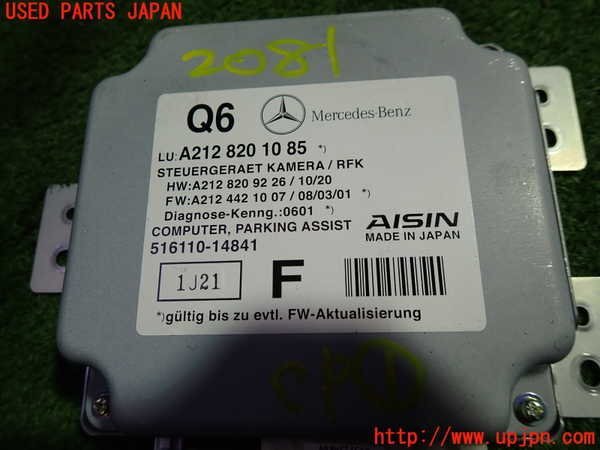 USED PARTS JAPAN
2081
Q6 Mercedes-Benz
LU: A212 820 10 85 *)
STEUERGERAET KAMERA / RFK
HW: A212 820 92 26 / 10/20
FW: A212 442 10 07 / 08/03/01 *)
Diagnose-Kenng.:0601 *)
COMPUTER, PARKING ASSIST
516110-14841
AISIN
MADE IN JAPAN
1J21 F
*)gültig bis zu evtl. FW-Aktualisierung
http://www.upjpn.com/